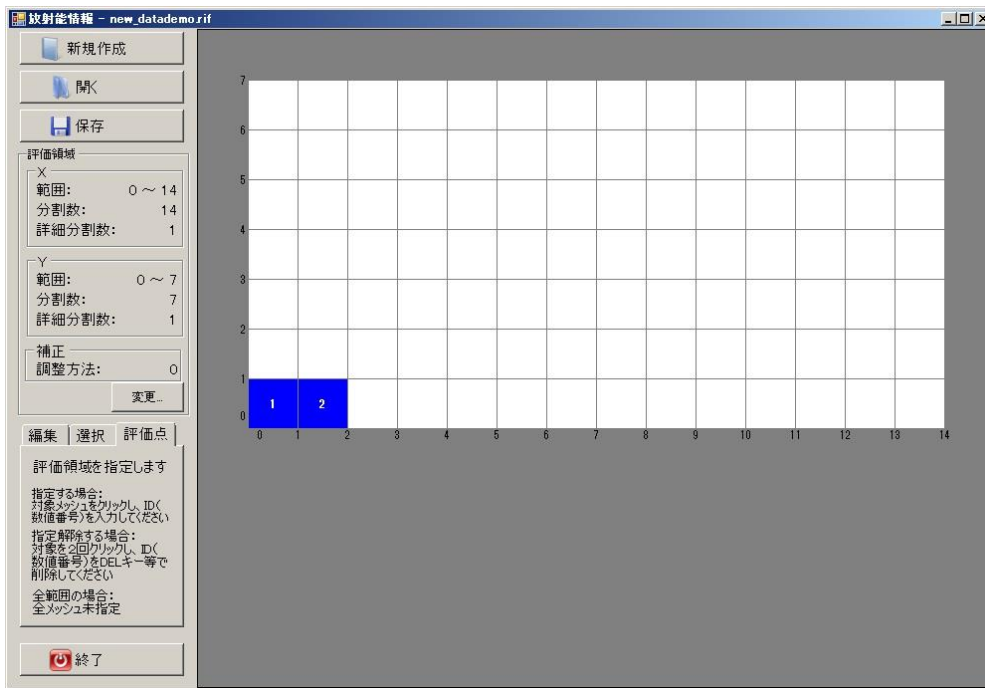 放射能情報 - new_datademo.rif
新規作成
開く
保存
評価領域
X
範囲: 0 ～ 14
分割数: 14
詳細分割数: 1
Y
範囲: 0 ～ 7
分割数: 7
詳細分割数: 1
補正
調整方法: 0
変更...
編集 選択 評価点
評価領域を指定します
指定する場合:
対象メッシュをクリックし、ID(
数値番号)を入力してください
指定解除する場合:
対象を2回クリックし、ID(
数値番号)をDELキー等で
削除してください
全範囲の場合:
全メッシュ未指定
終了
7
6
5
4
3
2
1
0
1 2
0 1 2 3 4 5 6 7 8 9 10 11 12 13 14